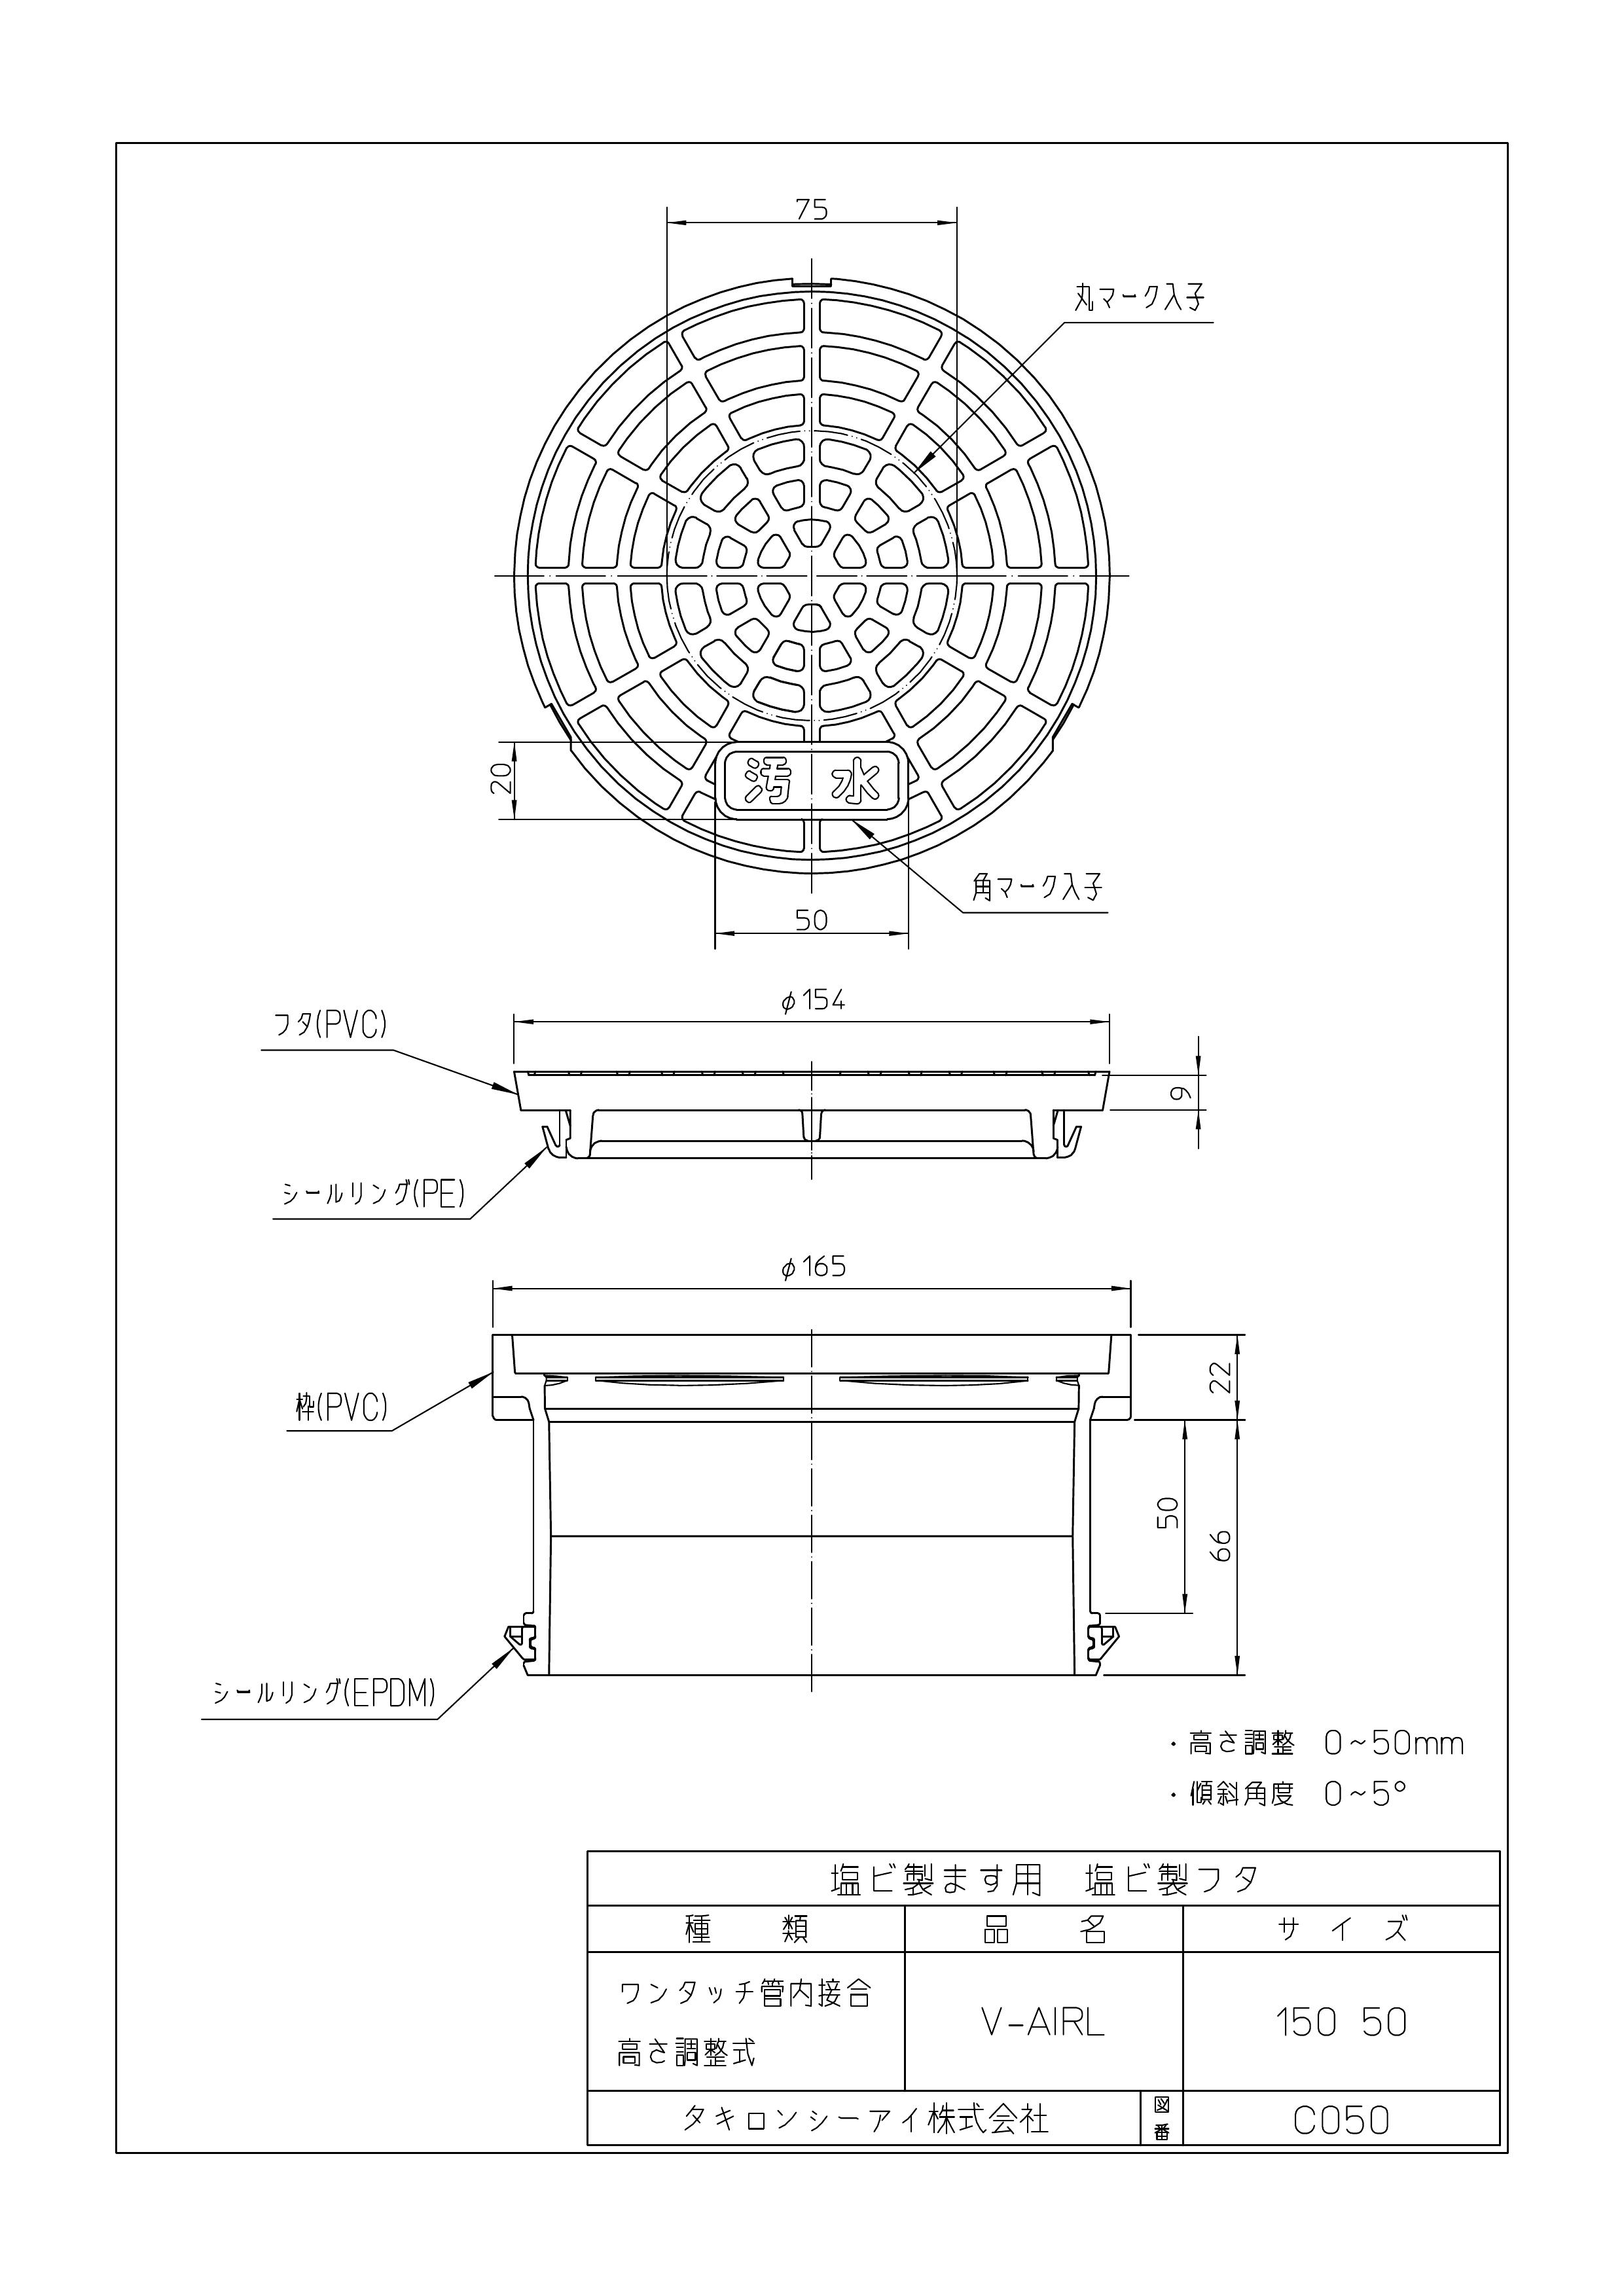 75
丸マーク入子
20
汚 水
角マーク入子
50
φ154
フタ(PVC)
9
シールリング(PE)
φ165
22
枠(PVC)
50
66
シールリング(EPDM)
・高さ調整 0~50mm
・傾斜角度 0~5°
塩ビ製ます用 塩ビ製フタ
種 類 品 名 サ イ ズ
ワンタッチ管内接合
高さ調整式
V-AIRL
150 50
タキロンシーアイ株式会社
図番
C050